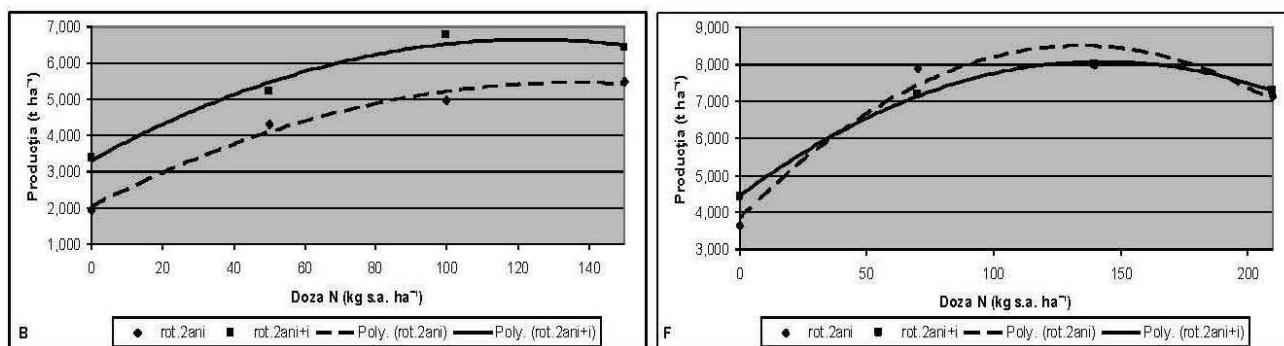 7,000
6,000
5,000
4,000
3,000
2,000
1,000
Producţia (t ha⁻¹)
0 20 40 60 80 100 120 140
Doza N (kg s.a. ha⁻¹)
B
rot.2ani rot.2ani+i Poly. (rot.2ani) Poly. (rot.2ani+i)
9,000
8,000
7,000
6,000
5,000
4,000
3,000
Producţia (t ha⁻¹)
0 50 100 150 200
Doza N (kg s.a. ha⁻¹)
F
rot.2ani rot.2ani+i Poly. (rot.2ani) Poly. (rot.2ani+i)